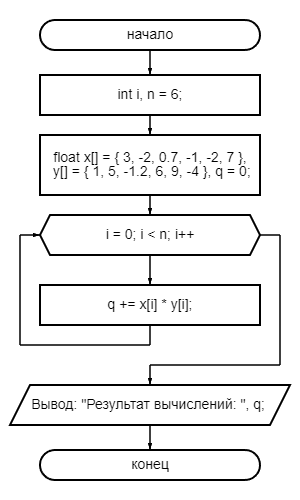 начало
int i, n = 6;
float x[] = { 3, -2, 0.7, -1, -2, 7 },
y[] = { 1, 5, -1.2, 6, 9, -4 }, q = 0;
i = 0; i < n; i++
q += x[i] * y[i];
Вывод: "Результат вычислений: ", q;
конец